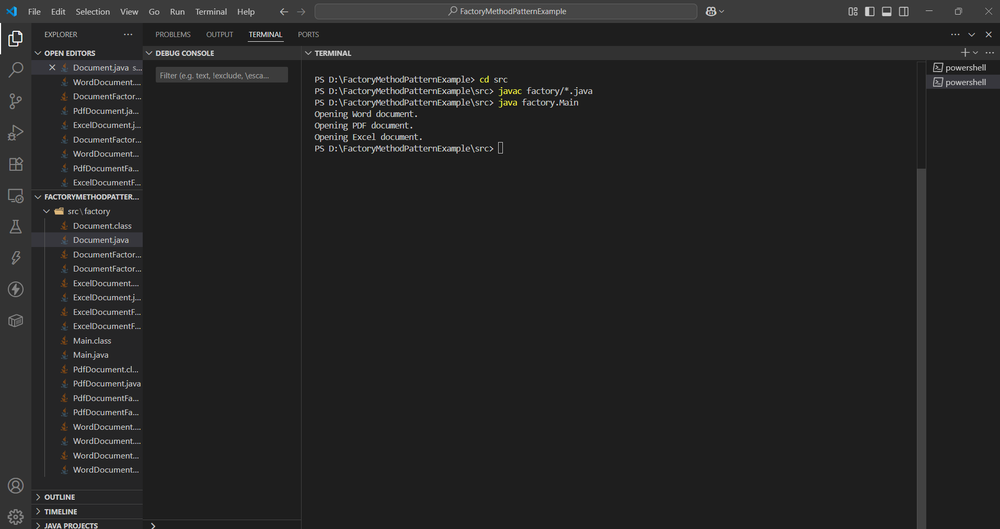 File Edit Selection View Go Run Terminal Help
FactoryMethodPatternExample
EXPLORER
OPEN EDITORS
Document.java s...
WordDocument....
DocumentFactor...
PdfDocument.ja...
ExcelDocument.j...
DocumentFactor...
WordDocument...
PdfDocumentFa...
ExcelDocumentF...
FACTORYMETHODPATTER...
src\factory
Document.class
Document.java
DocumentFactor...
DocumentFactor...
ExcelDocument....
ExcelDocument.j...
ExcelDocumentF...
ExcelDocumentF...
Main.class
Main.java
PdfDocument.cl...
PdfDocument.java
PdfDocumentFa...
PdfDocumentFa...
WordDocument....
WordDocument....
WordDocument...
WordDocument...
OUTLINE
TIMELINE
JAVA PROJECTS
PROBLEMS OUTPUT TERMINAL PORTS
DEBUG CONSOLE
Filter (e.g. text, !exclude, \esca...
TERMINAL
PS D:\FactoryMethodPatternExample> cd src
PS D:\FactoryMethodPatternExample\src> javac factory/*.java
PS D:\FactoryMethodPatternExample\src> java factory.Main
Opening Word document.
Opening PDF document.
Opening Excel document.
PS D:\FactoryMethodPatternExample\src>
powershell
powershell